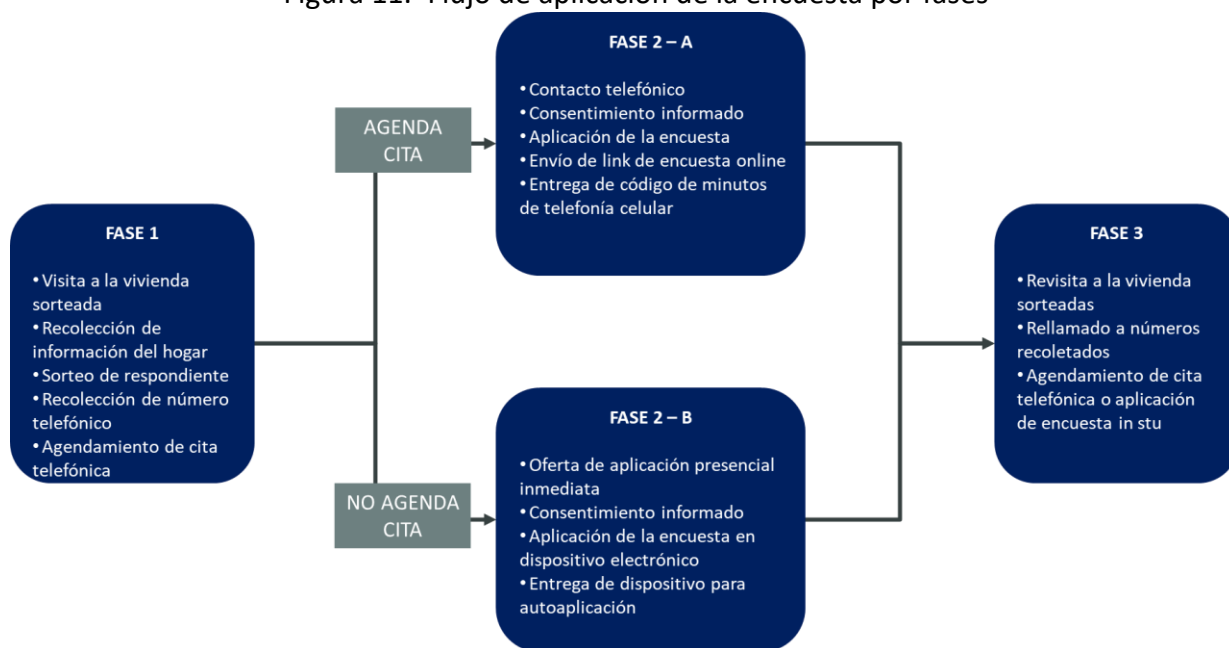 Figura 11. Flujo de aplicación de la encuesta por fases
FASE 1
• Visita a la vivienda
sorteada
• Recolección de
información del hogar
• Sorteo de respondiente
• Recolección de número
telefónico
• Agendamiento de cita
telefónica
AGENDA
CITA
FASE 2 – A
• Contacto telefónico
• Consentimiento informado
• Aplicación de la encuesta
• Envío de link de encuesta online
• Entrega de código de minutos
de telefonía celular
NO AGENDA
CITA
FASE 2 – B
• Oferta de aplicación presencial
inmediata
• Consentimiento informado
• Aplicación de la encuesta en
dispositivo electrónico
• Entrega de dispositivo para
autoaplicación
FASE 3
• Revisita a la vivienda
sorteadas
• Rellamado a números
recoletados
• Agendamiento de cita
telefónica o aplicación
de encuesta in stu